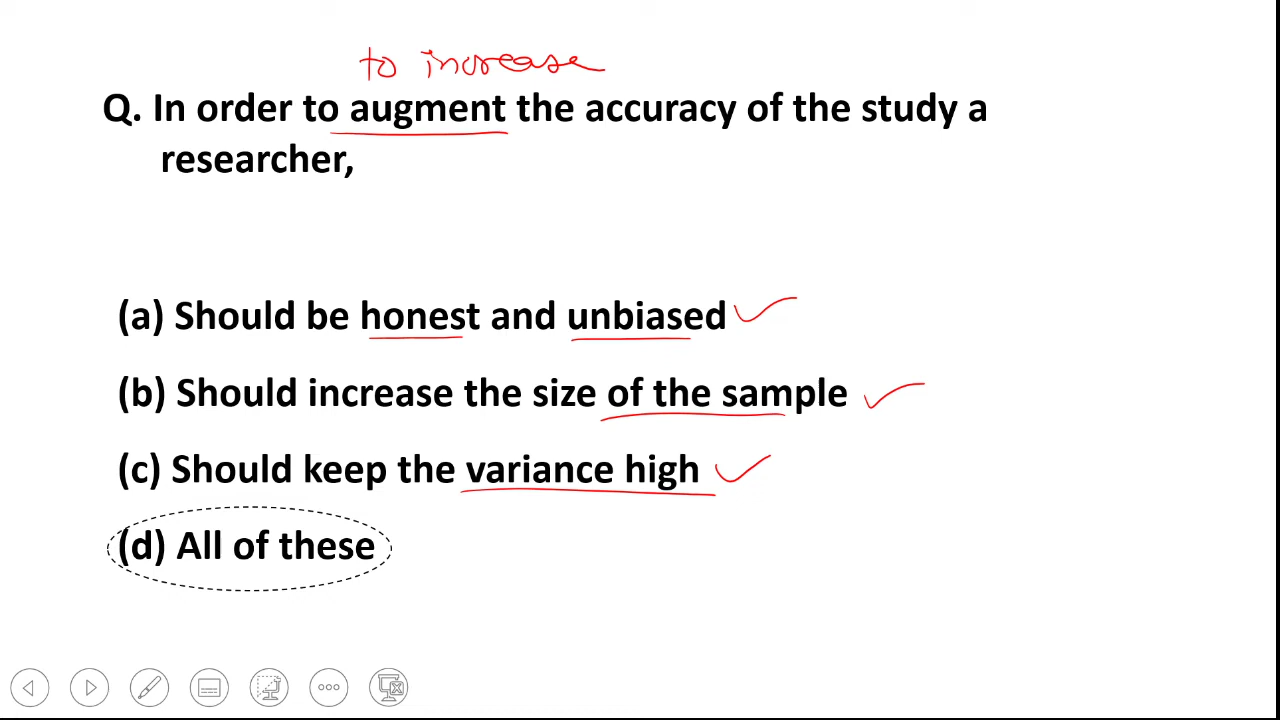 to increase
Q. In order to augment the accuracy of the study a
researcher,
(a) Should be honest and unbiased
(b) Should increase the size of the sample
(c) Should keep the variance high
(d) All of these